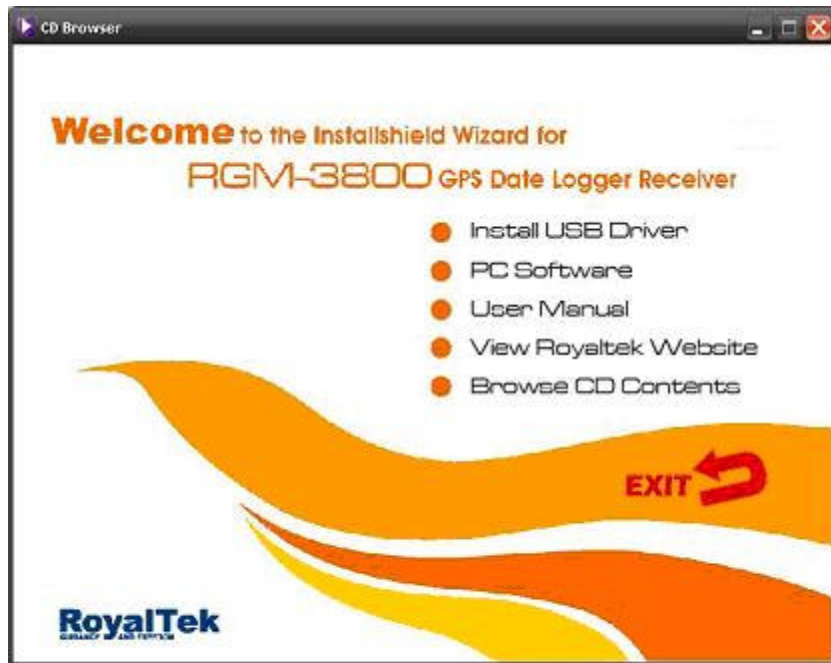 CD Browser
Welcome to the Installshield Wizard for
RGM-3800 GPS Date Logger Receiver
Install USB Driver
PC Software
User Manual
View Royaltek Website
Browse CD Contents
EXIT
RoyalTek